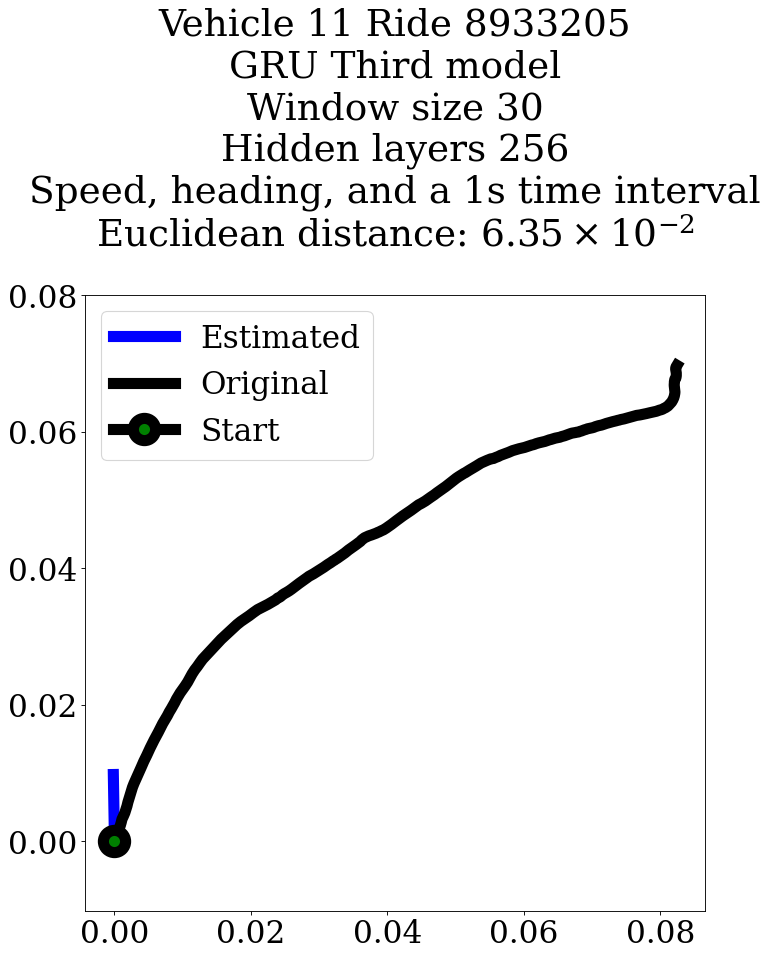 Vehicle 11 Ride 8933205
GRU Third model
Window size 30
Hidden layers 256
Speed, heading, and a 1s time interval
Euclidean distance: 6.35 × 10⁻²
0.08
Estimated
Original
Start
0.06
0.04
0.02
0.00
0.00 0.02 0.04 0.06 0.08